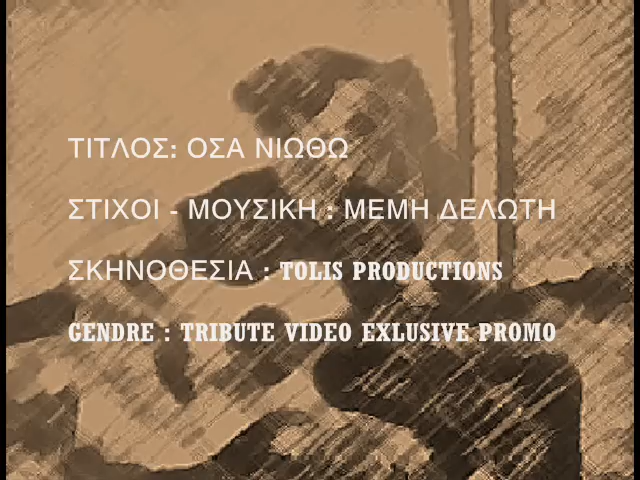 ΤΙΤΛΟΣ: ΟΣΑ ΝΙΩΘΩ
ΣΤΙΧΟΙ - ΜΟΥΣΙΚΗ : ΜΕΜΗ ΔΕΛΩΤΗ
ΣΚΗΝΟΘΕΣΙΑ : TOLIS PRODUCTIONS
GENDRE : TRIBUTE VIDEO EXLUSIVE PROMO